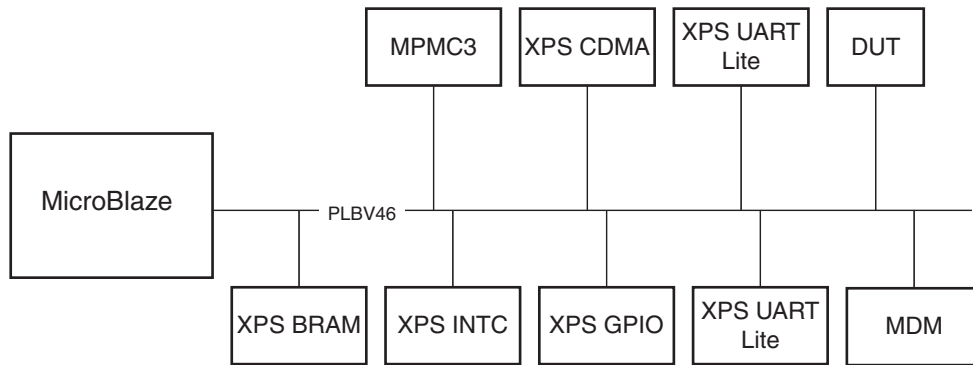 MPMC3
XPS CDMA
XPS UART
Lite
DUT
MicroBlaze
PLBV46
XPS BRAM
XPS INTC
XPS GPIO
XPS UART
Lite
MDM